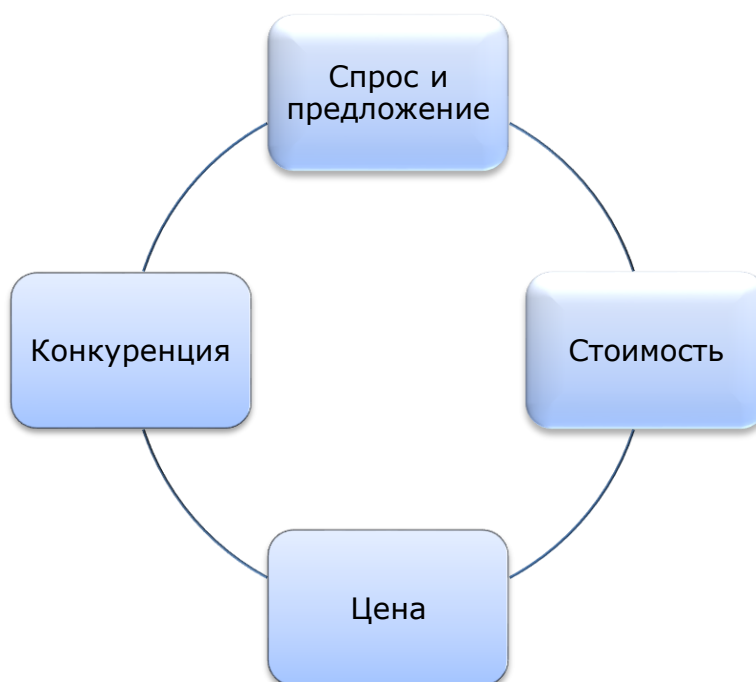 Спрос и
предложение
Конкуренция
Стоимость
Цена